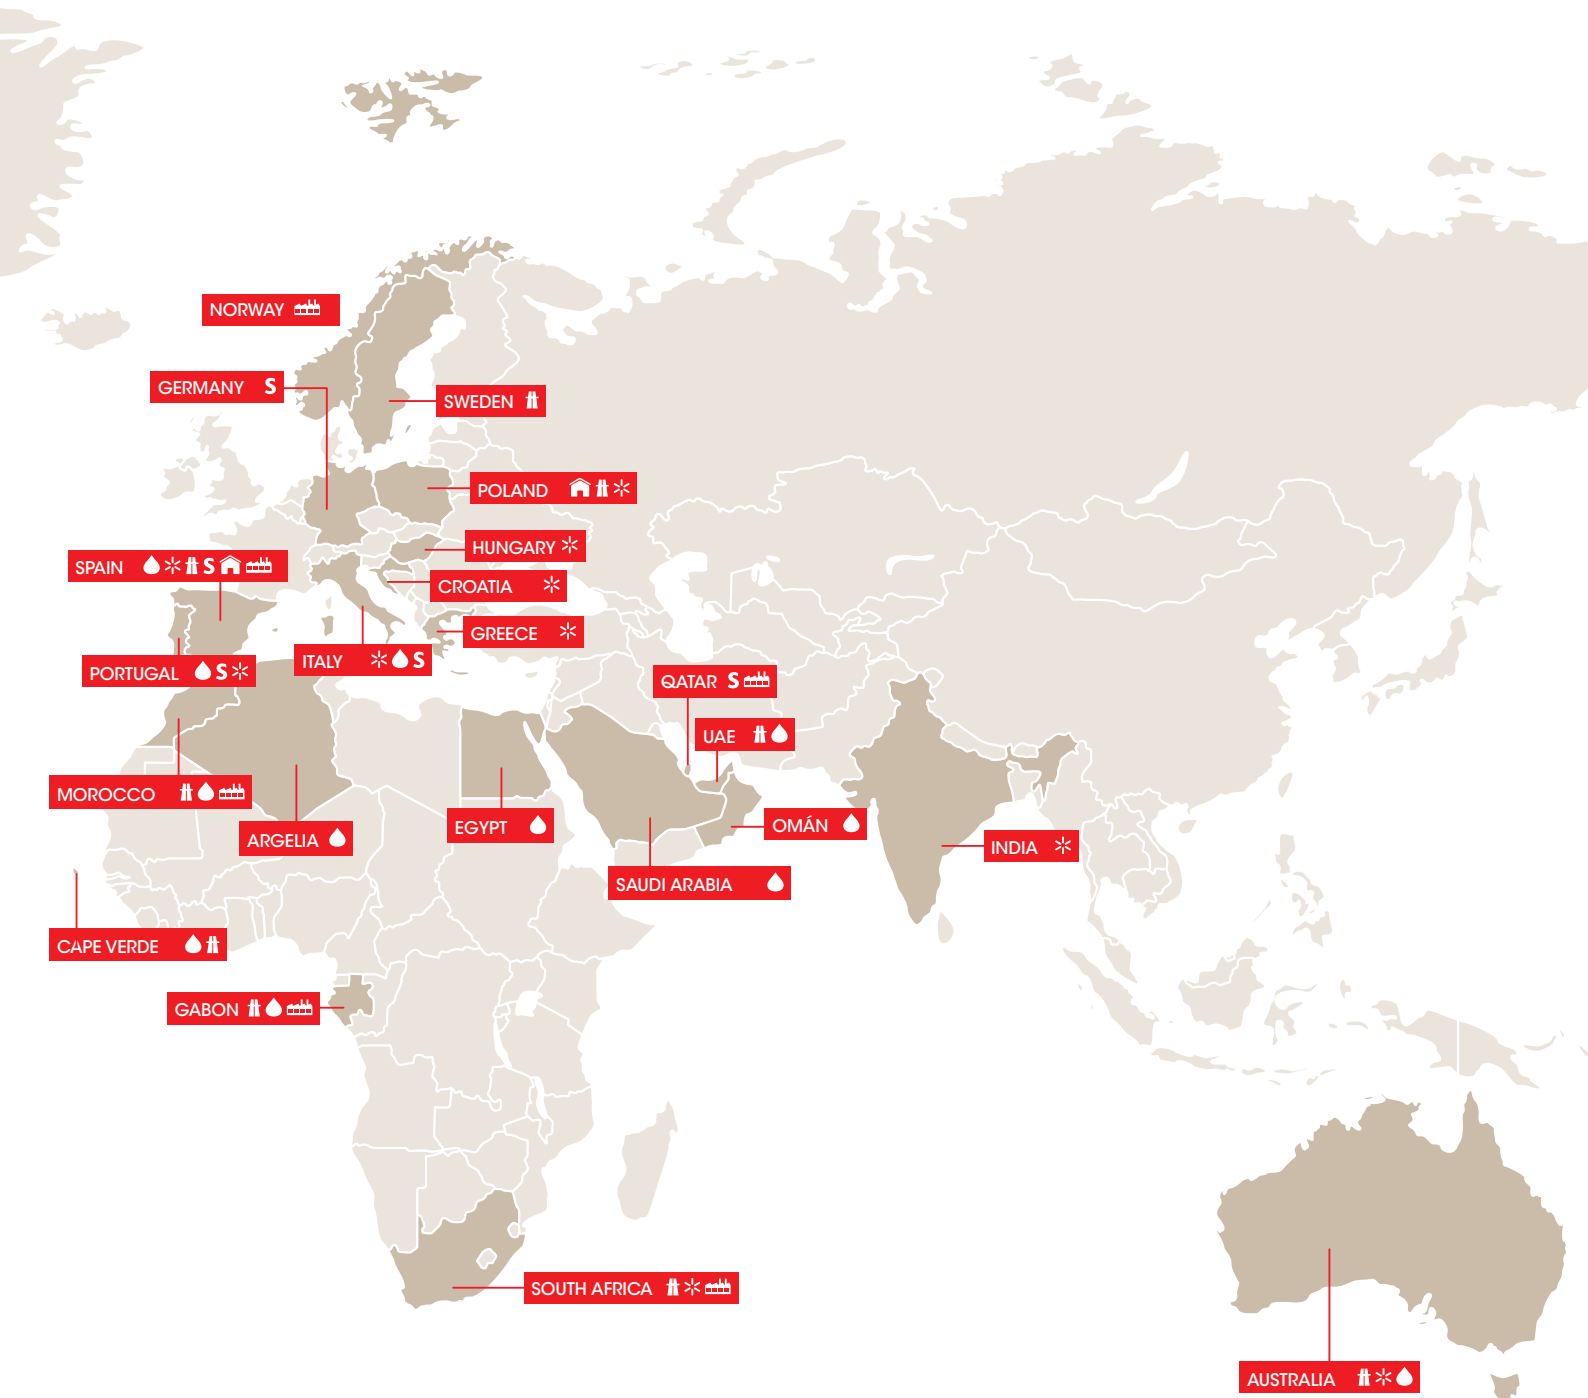 NORWAY
GERMANY S
SWEDEN
POLAND
HUNGARY
SPAIN S
CROATIA
GREECE
ITALY S
PORTUGAL S
QATAR S
UAE
MOROCCO
EGYPT
OMÁN
ARGELIA
INDIA
SAUDI ARABIA
CAPE VERDE
GABON
SOUTH AFRICA
AUSTRALIA